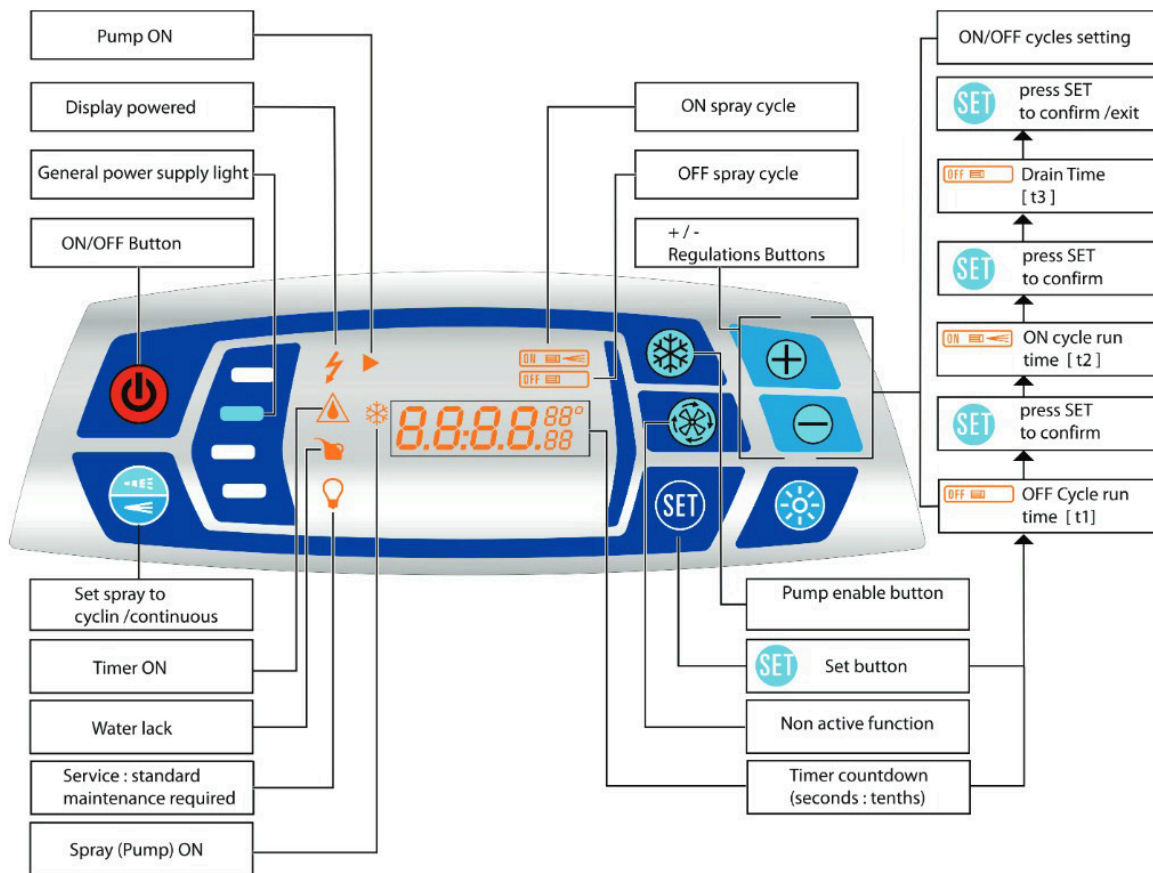 Pump ON
Display powered
General power supply light
ON/OFF Button
ON spray cycle
OFF spray cycle
+ / -
Regulations Buttons
ON/OFF cycles setting
SET
press SET
to confirm /exit
OFF
Drain Time
[ t3 ]
SET
press SET
to confirm
ON
ON cycle run
time [ t2 ]
SET
press SET
to confirm
OFF
OFF Cycle run
time [ t1]
ON
OFF
8.8:8.8.88°
88
SET
Set spray to
cyclin /continuous
Timer ON
Water lack
Service : standard
maintenance required
Spray (Pump) ON
Pump enable button
SET
Set button
Non active function
Timer countdown
(seconds : tenths)